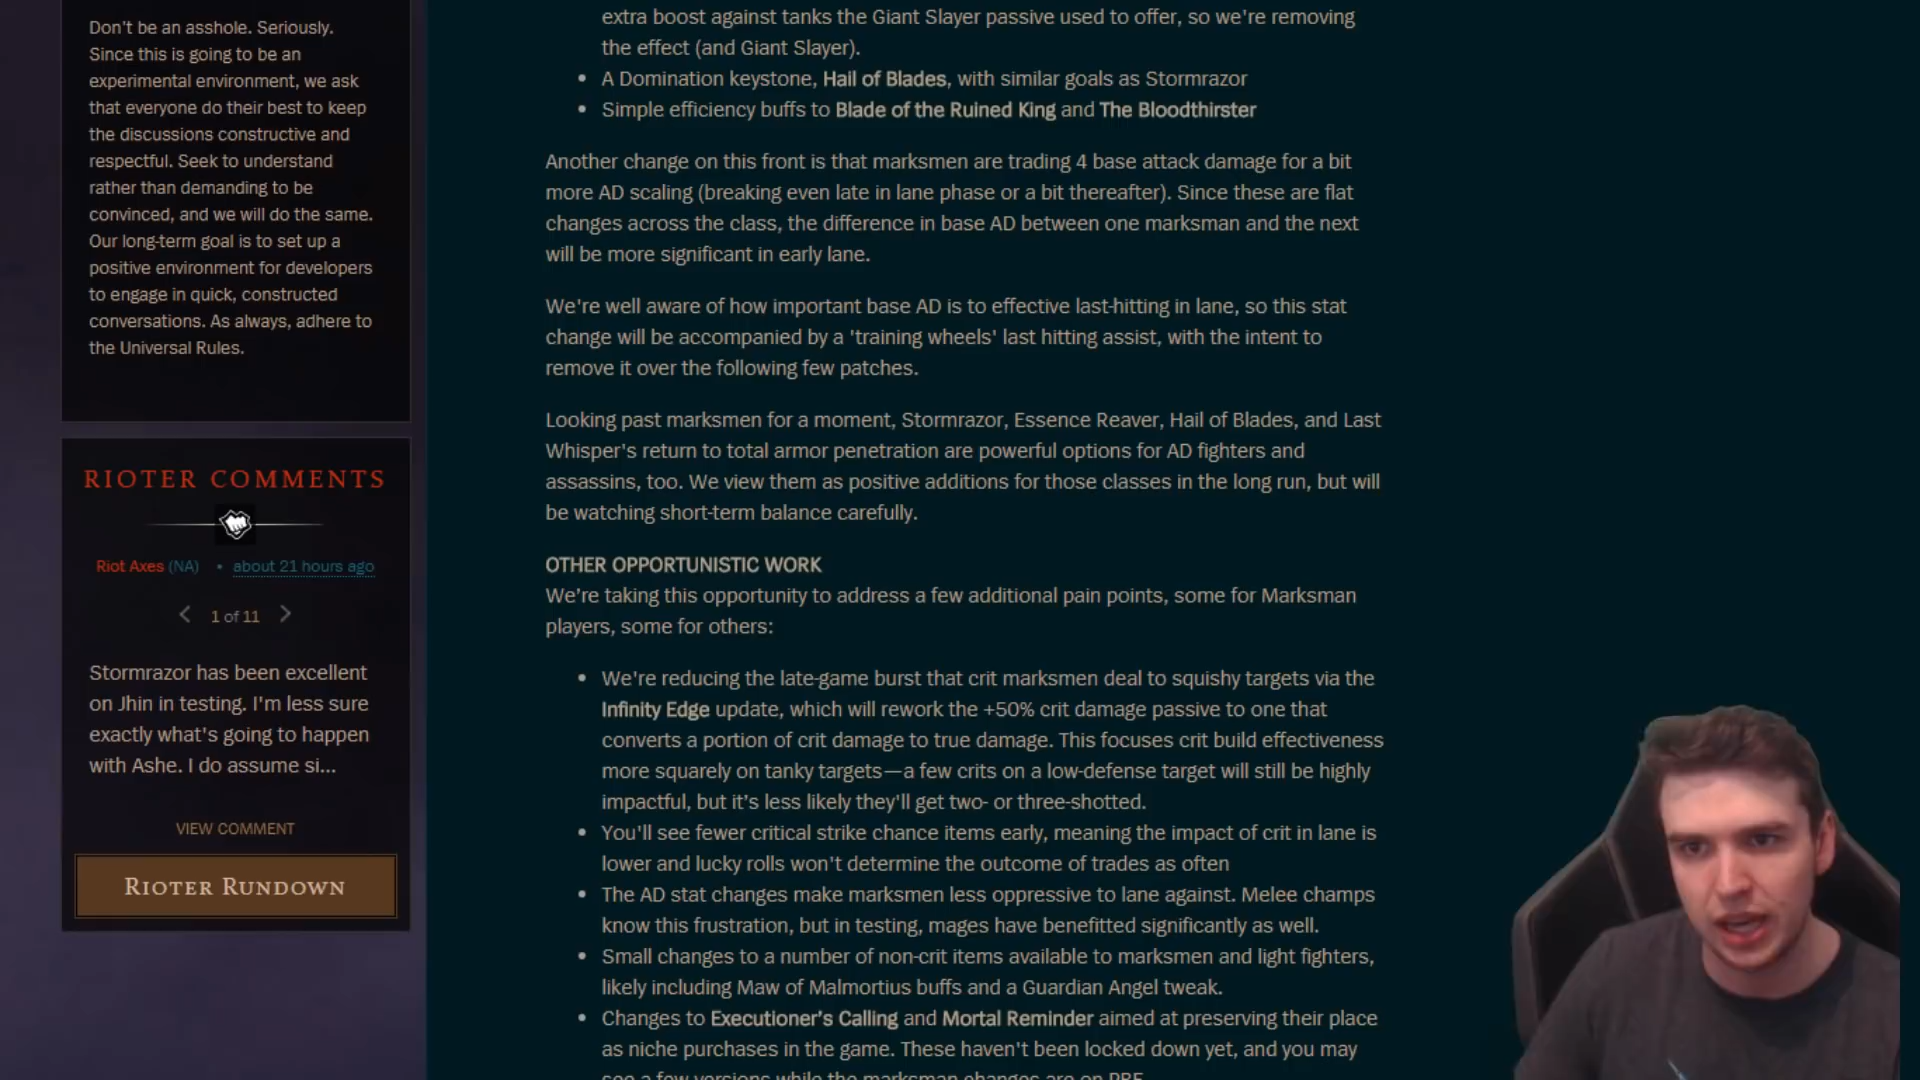 Don't be an asshole. Seriously.
Since this is going to be an
experimental environment, we ask
that everyone do their best to keep
the discussions constructive and
respectful. Seek to understand
rather than demanding to be
convinced, and we will do the same.
Our long-term goal is to set up a
positive environment for developers
to engage in quick, constructed
conversations. As always, adhere to
the Universal Rules.
RIOTER COMMENTS
Riot Axes (NA) • about 21 hours ago
1 of 11
Stormrazor has been excellent
on Jhin in testing. I'm less sure
exactly what's going to happen
with Ashe. I do assume si...
VIEW COMMENT
RIOTER RUNDOWN
extra boost against tanks the Giant Slayer passive used to offer, so we're removing
the effect (and Giant Slayer).
• A Domination keystone, Hail of Blades, with similar goals as Stormrazor
• Simple efficiency buffs to Blade of the Ruined King and The Bloodthirster
Another change on this front is that marksmen are trading 4 base attack damage for a bit
more AD scaling (breaking even late in lane phase or a bit thereafter). Since these are flat
changes across the class, the difference in base AD between one marksman and the next
will be more significant in early lane.
We're well aware of how important base AD is to effective last-hitting in lane, so this stat
change will be accompanied by a 'training wheels' last hitting assist, with the intent to
remove it over the following few patches.
Looking past marksmen for a moment, Stormrazor, Essence Reaver, Hail of Blades, and Last
Whisper's return to total armor penetration are powerful options for AD fighters and
assassins, too. We view them as positive additions for those classes in the long run, but will
be watching short-term balance carefully.
OTHER OPPORTUNISTIC WORK
We're taking this opportunity to address a few additional pain points, some for Marksman
players, some for others:
• We're reducing the late-game burst that crit marksmen deal to squishy targets via the
Infinity Edge update, which will rework the +50% crit damage passive to one that
converts a portion of crit damage to true damage. This focuses crit build effectiveness
more squarely on tanky targets—a few crits on a low-defense target will still be highly
impactful, but it's less likely they'll get two- or three-shotted.
• You'll see fewer critical strike chance items early, meaning the impact of crit in lane is
lower and lucky rolls won't determine the outcome of trades as often
• The AD stat changes make marksmen less oppressive to lane against. Melee champs
know this frustration, but in testing, mages have benefitted significantly as well.
• Small changes to a number of non-crit items available to marksmen and light fighters,
likely including Maw of Malmortius buffs and a Guardian Angel tweak.
• Changes to Executioner's Calling and Mortal Reminder aimed at preserving their place
as niche purchases in the game. These haven't been locked down yet, and you may
see a few versions while the marksman changes are on PBE